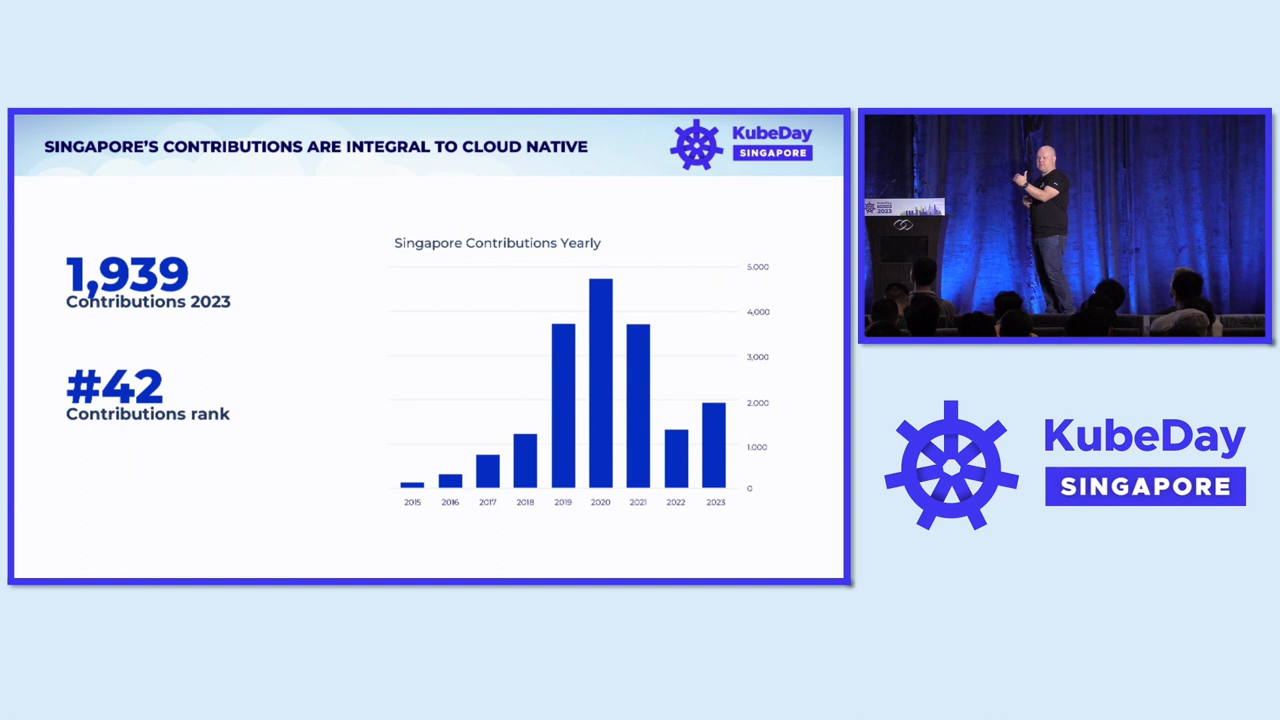 SINGAPORE'S CONTRIBUTIONS ARE INTEGRAL TO CLOUD NATIVE
KubeDay
SINGAPORE
1,939
Contributions 2023
#42
Contributions rank
Singapore Contributions Yearly
5,000
4,000
3,000
2,000
1,000
0
2015 2016 2017 2018 2019 2020 2021 2022 2023
KubeDay
2023
KubeDay
SINGAPORE